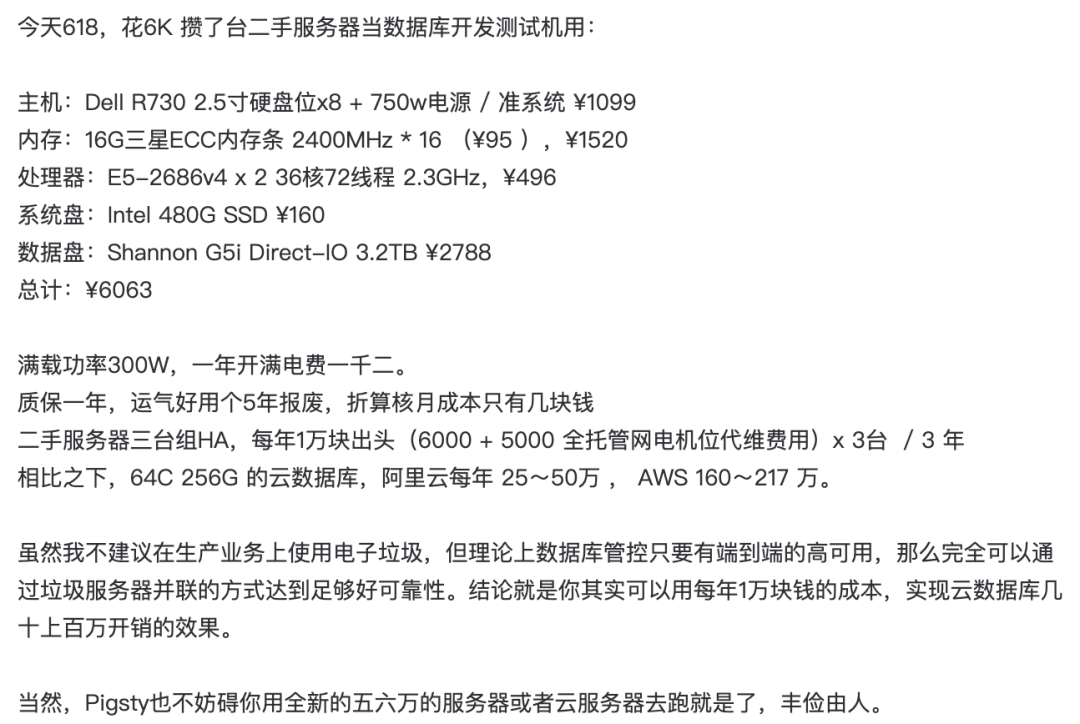 今天618，花6K 攒了台二手服务器当数据库开发测试机用：
主机：Dell R730 2.5寸硬盘位x8 + 750w电源 / 准系统 ¥1099
内存：16G三星ECC内存条 2400MHz * 16 （¥95 ），¥1520
处理器：E5-2686v4 x 2 36核72线程 2.3GHz，¥496
系统盘：Intel 480G SSD ¥160
数据盘：Shannon G5i Direct-IO 3.2TB ¥2788
总计：¥6063
满载功率300W，一年开满电费一千二。
质保一年，运气好用个5年报废，折算核月成本只有几块钱
二手服务器三台组HA，每年1万块出头（6000 + 5000 全托管网电机位代维费用）x 3台 / 3 年
相比之下，64C 256G 的云数据库，阿里云每年 25～50万 ， AWS 160～217 万。
虽然我不建议在生产业务上使用电子垃圾，但理论上数据库管控只要有端到端的高可用，那么完全可以通
过垃圾服务器并联的方式达到足够好可靠性。结论就是你其实可以用每年1万块钱的成本，实现云数据库几
十上百万开销的效果。
当然，Pigsty也不妨碍你用全新的五六万的服务器或者云服务器去跑就是了，丰俭由人。